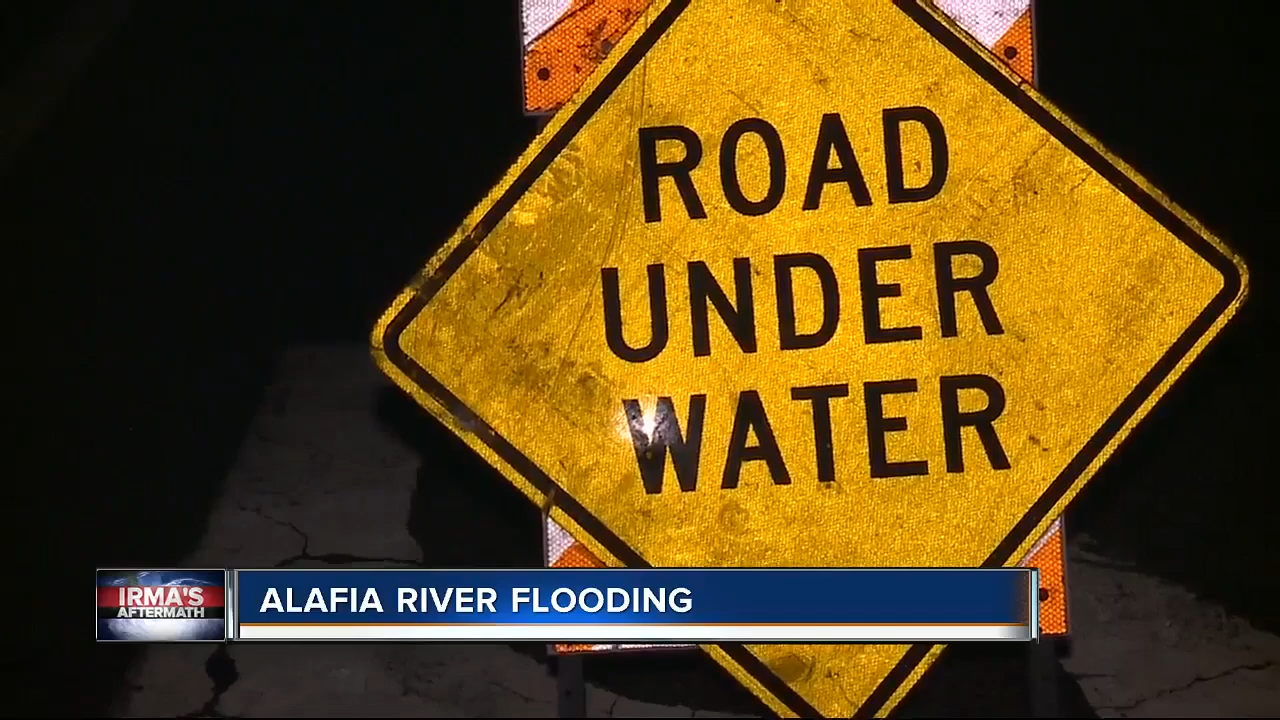 ROAD
UNDER
WATER
IRMA'S
AFTERMATH
ALAFIA RIVER FLOODING